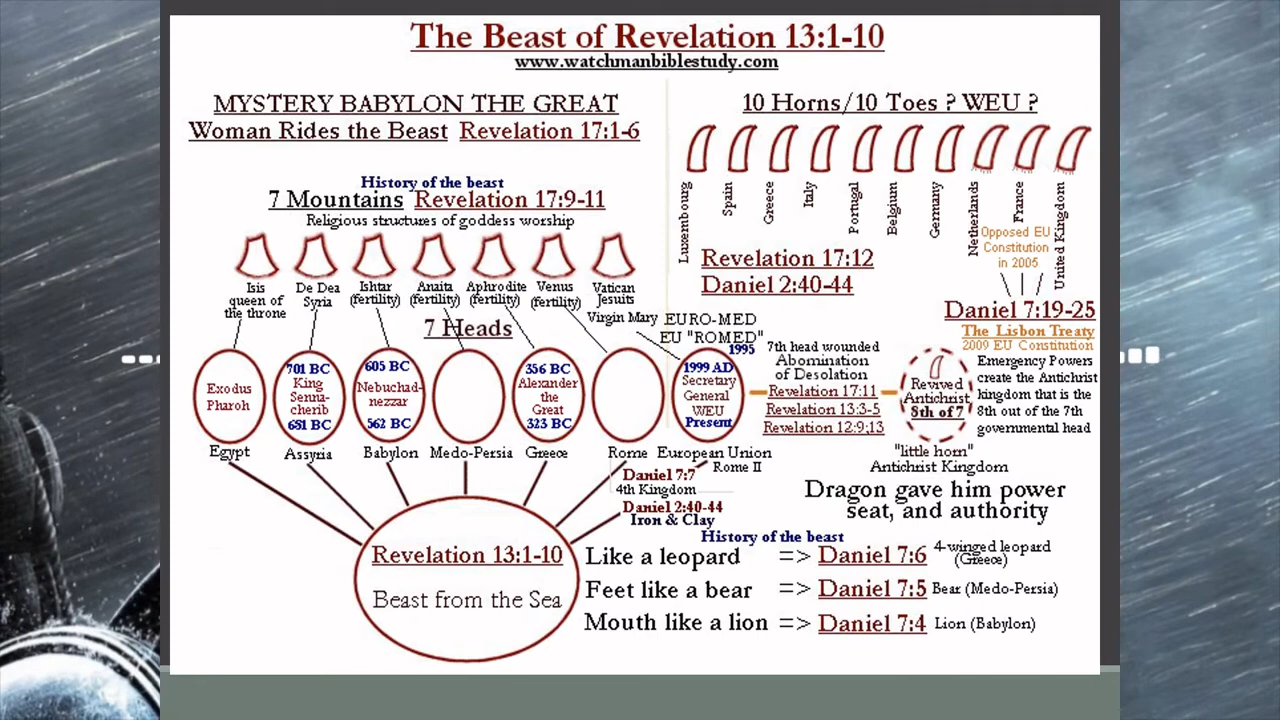 The Beast of Revelation 13:1-10
www.watchmanbiblestudy.com
MYSTERY BABYLON THE GREAT
Woman Rides the Beast Revelation 17:1-6
History of the beast
7 Mountains Revelation 17:9-11
Religious structures of goddess worship
Isis
queen of
the throne
De Dea
Syria
Ishtar
(fertility)
Anaita
(fertility)
Aphrodite
(fertility)
Venus
(fertility)
Vatican
Jesuits
Virgin Mary
7 Heads
10 Horns/10 Toes ? WEU ?
Luxembourg
Spain
Greece
Italy
Portugal
Belgium
Germany
Netherlands
France
United Kingdom
Opposed EU
Constitution
in 2005
Revelation 17:12
Daniel 2:40-44
Daniel 7:19-25
The Lisbon Treaty
2009 EU Constitution
Emergency Powers
create the Antichrist
kingdom that is the
8th out of the 7th
governmental head
EURO-MED
EU "ROMED"
1995
Exodus
Pharoh
Egypt
701 BC
King
Senna-
cherib
681 BC
Assyria
605 BC
Nebuchad-
nezzar
562 BC
Babylon
Medo-Persia
356 BC
Alexander
the
Great
323 BC
Greece
Rome
1999 AD
Secretary
General
WEU
Present
European Union
Rome II
7th head wounded
Abomination
of Desolation
Revelation 17:11
Revelation 13:3-5
Revelation 12:9;13
Revived
Antichrist
8th of 7
"little horn"
Antichrist Kingdom
Dragon gave him power
seat, and authority
Daniel 7:7
4th Kingdom
Daniel 2:40-44
Iron & Clay
Revelation 13:1-10
Beast from the Sea
History of the beast
Like a leopard => Daniel 7:6 4-winged leopard
(Greece)
Feet like a bear => Daniel 7:5 Bear (Medo-Persia)
Mouth like a lion => Daniel 7:4 Lion (Babylon)